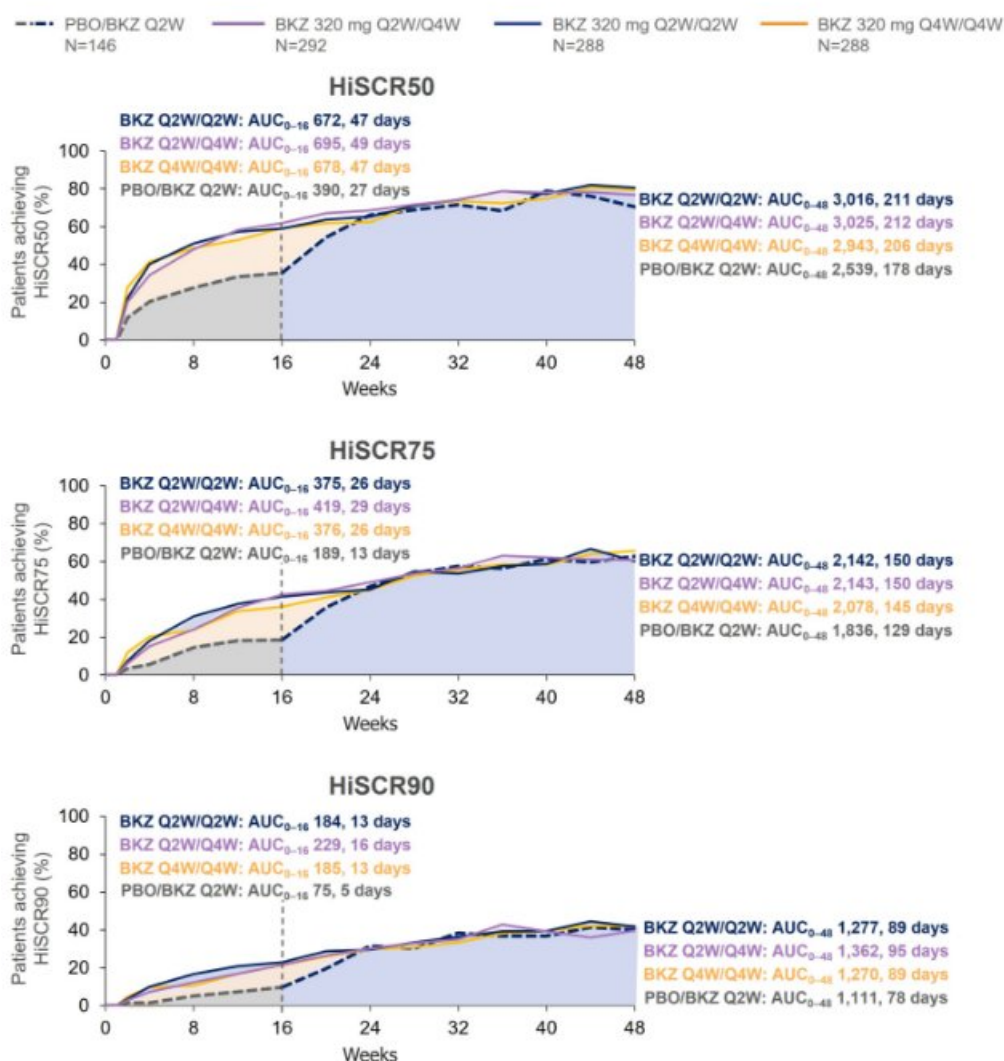 PBO/BKZ Q2W BKZ 320 mg Q2W/Q4W BKZ 320 mg Q2W/Q2W BKZ 320 mg Q4W/Q4W
N=146 N=292 N=288 N=288
HiSCR50
BKZ Q2W/Q2W: AUC₀₋₁₆ 672, 47 days
BKZ Q2W/Q4W: AUC₀₋₁₆ 695, 49 days
BKZ Q4W/Q4W: AUC₀₋₁₆ 678, 47 days
PBO/BKZ Q2W: AUC₀₋₁₆ 390, 27 days
Patients achieving
HiSCR50 (%)
100
80
60
40
20
0
BKZ Q2W/Q2W: AUC₀₋₄₈ 3,016, 211 days
BKZ Q2W/Q4W: AUC₀₋₄₈ 3,025, 212 days
BKZ Q4W/Q4W: AUC₀₋₄₈ 2,943, 206 days
PBO/BKZ Q2W: AUC₀₋₄₈ 2,539, 178 days
0 8 16 24 32 40 48
Weeks
HiSCR75
BKZ Q2W/Q2W: AUC₀₋₁₆ 375, 26 days
BKZ Q2W/Q4W: AUC₀₋₁₆ 419, 29 days
BKZ Q4W/Q4W: AUC₀₋₁₆ 376, 26 days
PBO/BKZ Q2W: AUC₀₋₁₆ 189, 13 days
Patients achieving
HiSCR75 (%)
100
80
60
40
20
0
BKZ Q2W/Q2W: AUC₀₋₄₈ 2,142, 150 days
BKZ Q2W/Q4W: AUC₀₋₄₈ 2,143, 150 days
BKZ Q4W/Q4W: AUC₀₋₄₈ 2,078, 145 days
PBO/BKZ Q2W: AUC₀₋₄₈ 1,836, 129 days
0 8 16 24 32 40 48
Weeks
HiSCR90
BKZ Q2W/Q2W: AUC₀₋₁₆ 184, 13 days
BKZ Q2W/Q4W: AUC₀₋₁₆ 229, 16 days
BKZ Q4W/Q4W: AUC₀₋₁₆ 185, 13 days
PBO/BKZ Q2W: AUC₀₋₁₆ 75, 5 days
Patients achieving
HiSCR90 (%)
100
80
60
40
20
0
BKZ Q2W/Q2W: AUC₀₋₄₈ 1,277, 89 days
BKZ Q2W/Q4W: AUC₀₋₄₈ 1,362, 95 days
BKZ Q4W/Q4W: AUC₀₋₄₈ 1,270, 89 days
PBO/BKZ Q2W: AUC₀₋₄₈ 1,111, 78 days
0 8 16 24 32 40 48
Weeks